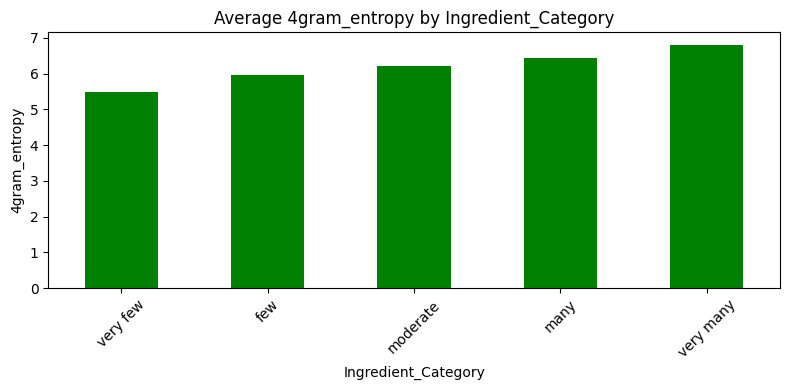 Average 4gram_entropy by Ingredient_Category
4gram_entropy
7
6
5
4
3
2
1
0
very few
few
moderate
many
very many
Ingredient_Category